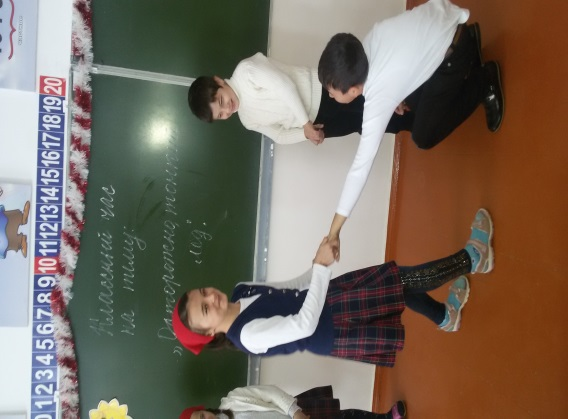 Классный час
на тему:
"Осторожно тонкий
лёд".
0 1 2 3 4 5 6 7 8 9 10 11 12 13 14 15 16 17 18 19 20